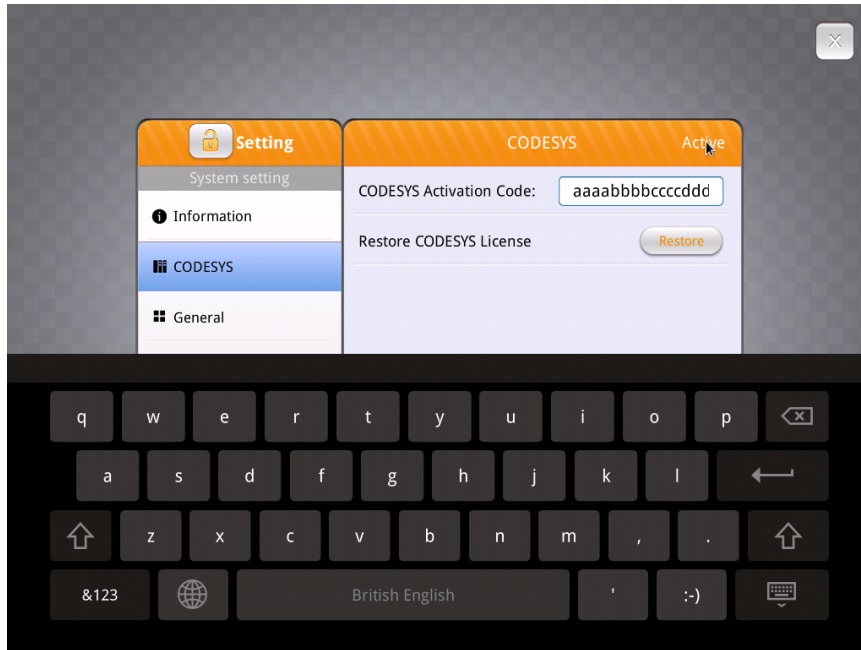 X
Setting
CODESYS
Active
System setting
Information
CODESYS
General
CODESYS Activation Code:
aaaabbbbccccddd
Restore CODESYS License
Restore
q w e r t y u i o p
a s d f g h j k l
z x c v b n m , .
&123 British English ' :-)